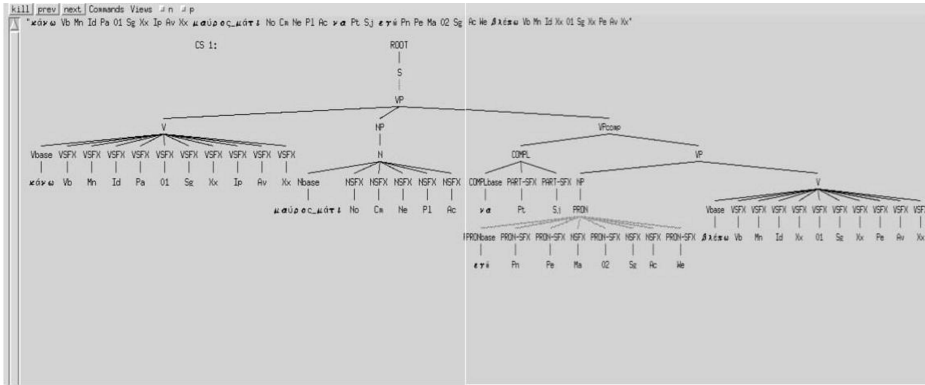 kill prev next Commands Views n p
"κάνω Vb Mn Id Pa 01 Sg Xx Ip Av Xx μαύρος_μάτι No Cm Ne Pl Ac να Pt Sj εγώ Pn Pe Ma 02 Sg Ac We βλέπω Vb Mn Id Xx 01 Sg Xx Pe Av Xx"
CS 1: ROOT
S
VP
V NP VPcomp
Vbase VSFX VSFX VSFX VSFX VSFX VSFX VSFX VSFX VSFX VSFX N COMPL VP
κάνω Vb Mn Id Pa 01 Sg Xx Ip Av Xx Nbase NSFX NSFX NSFX NSFX NSFX COMPLbase PART-SFX PART-SFX NP V
μαύρος_μάτι No Cm Ne Pl Ac να Pt Sj PRON Vbase VSFX VSFX VSFX VSFX VSFX VSFX VSFX VSFX VSFX VSFX
PRONbase PRON-SFX PRON-SFX NSFX PRON-SFX NSFX NSFX PRON-SFX βλέπω Vb Mn Id Xx 01 Sg Xx Pe Av Xx
εγώ Pn Pe Ma 02 Sg Ac We